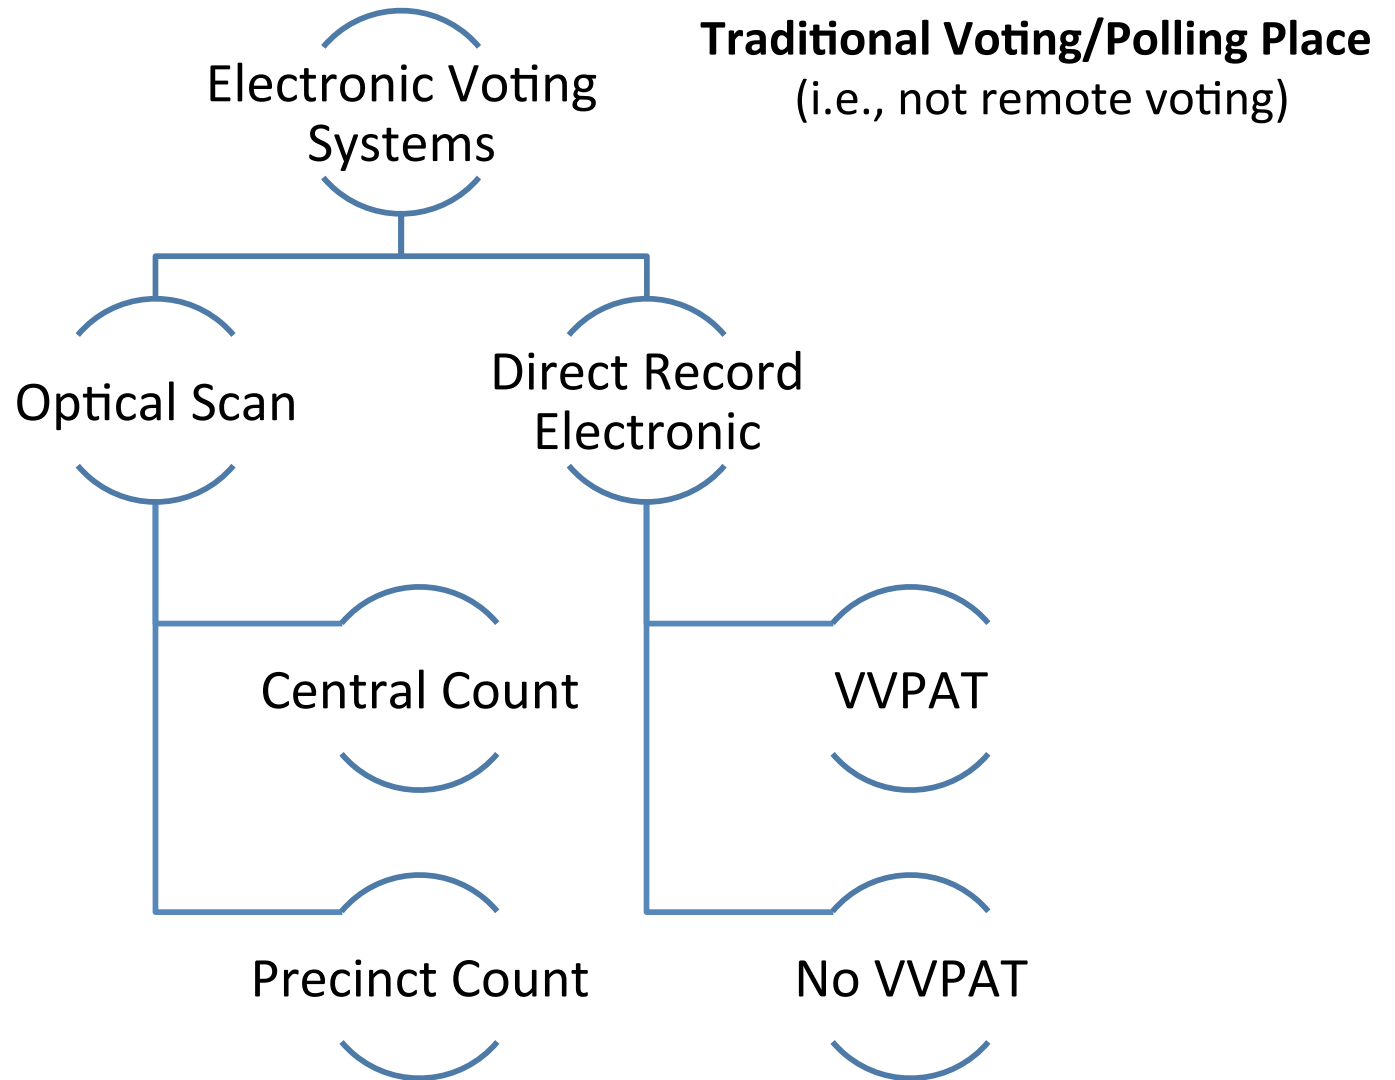 Traditional Voting/Polling Place
(i.e., not remote voting)
Electronic Voting
Systems
Optical Scan
Direct Record
Electronic
Central Count
VVPAT
Precinct Count
No VVPAT